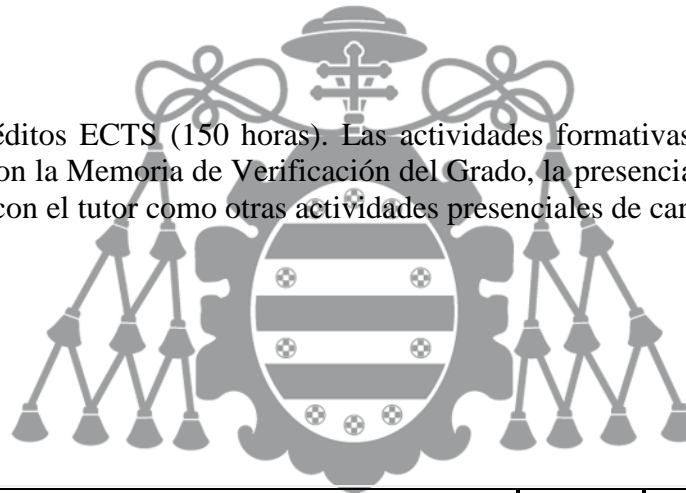 éditos ECTS (150 horas). Las actividades formativas
on la Memoria de Verificación del Grado, la presencia
con el tutor como otras actividades presenciales de car